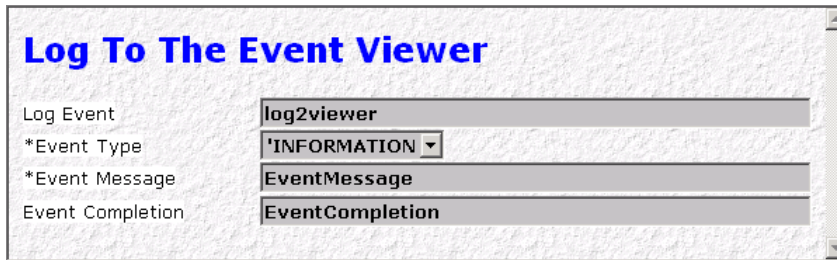 Log To The Event Viewer
Log Event log2viewer
*Event Type 'INFORMATION
*Event Message EventMessage
Event Completion EventCompletion